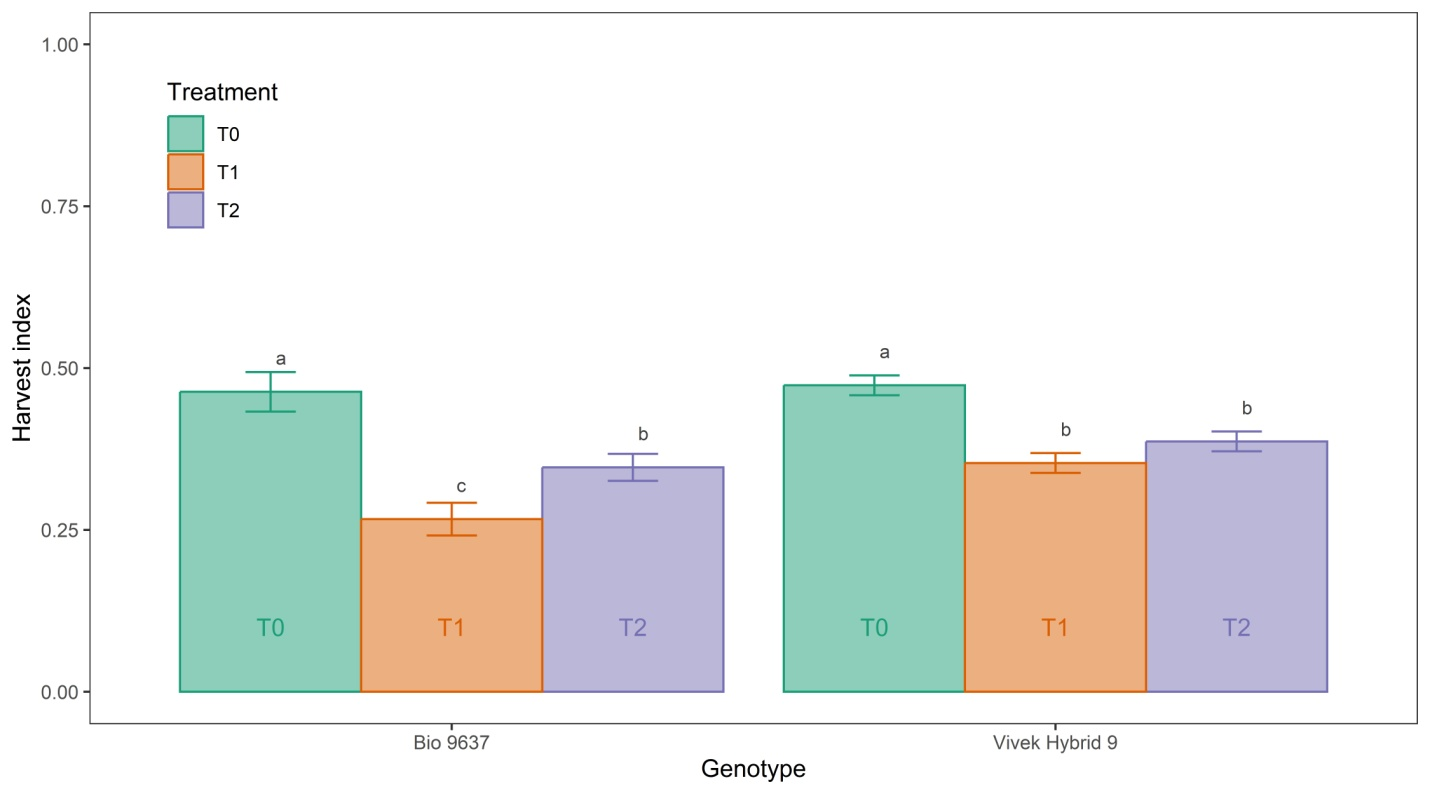 1.00
Treatment
T0
T1
T2
0.75
0.50
0.25
0.00
Harvest index
a
c
b
a
b
b
T0
T1
T2
T0
T1
T2
Bio 9637
Vivek Hybrid 9
Genotype